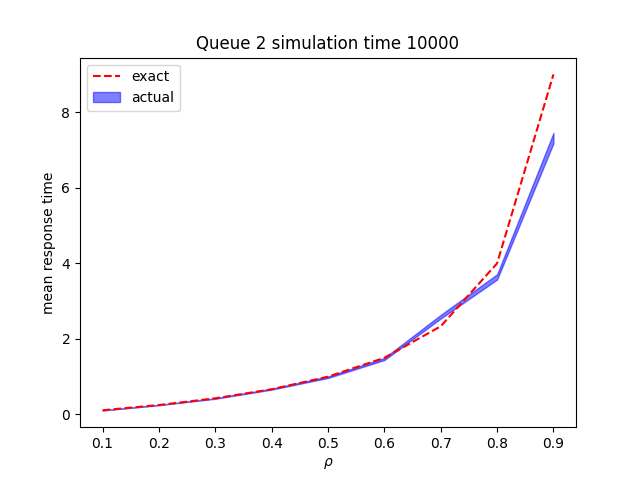 Queue 2 simulation time 10000
exact
actual
8
6
4
2
0
mean response time
0.1 0.2 0.3 0.4 0.5 0.6 0.7 0.8 0.9
ρ